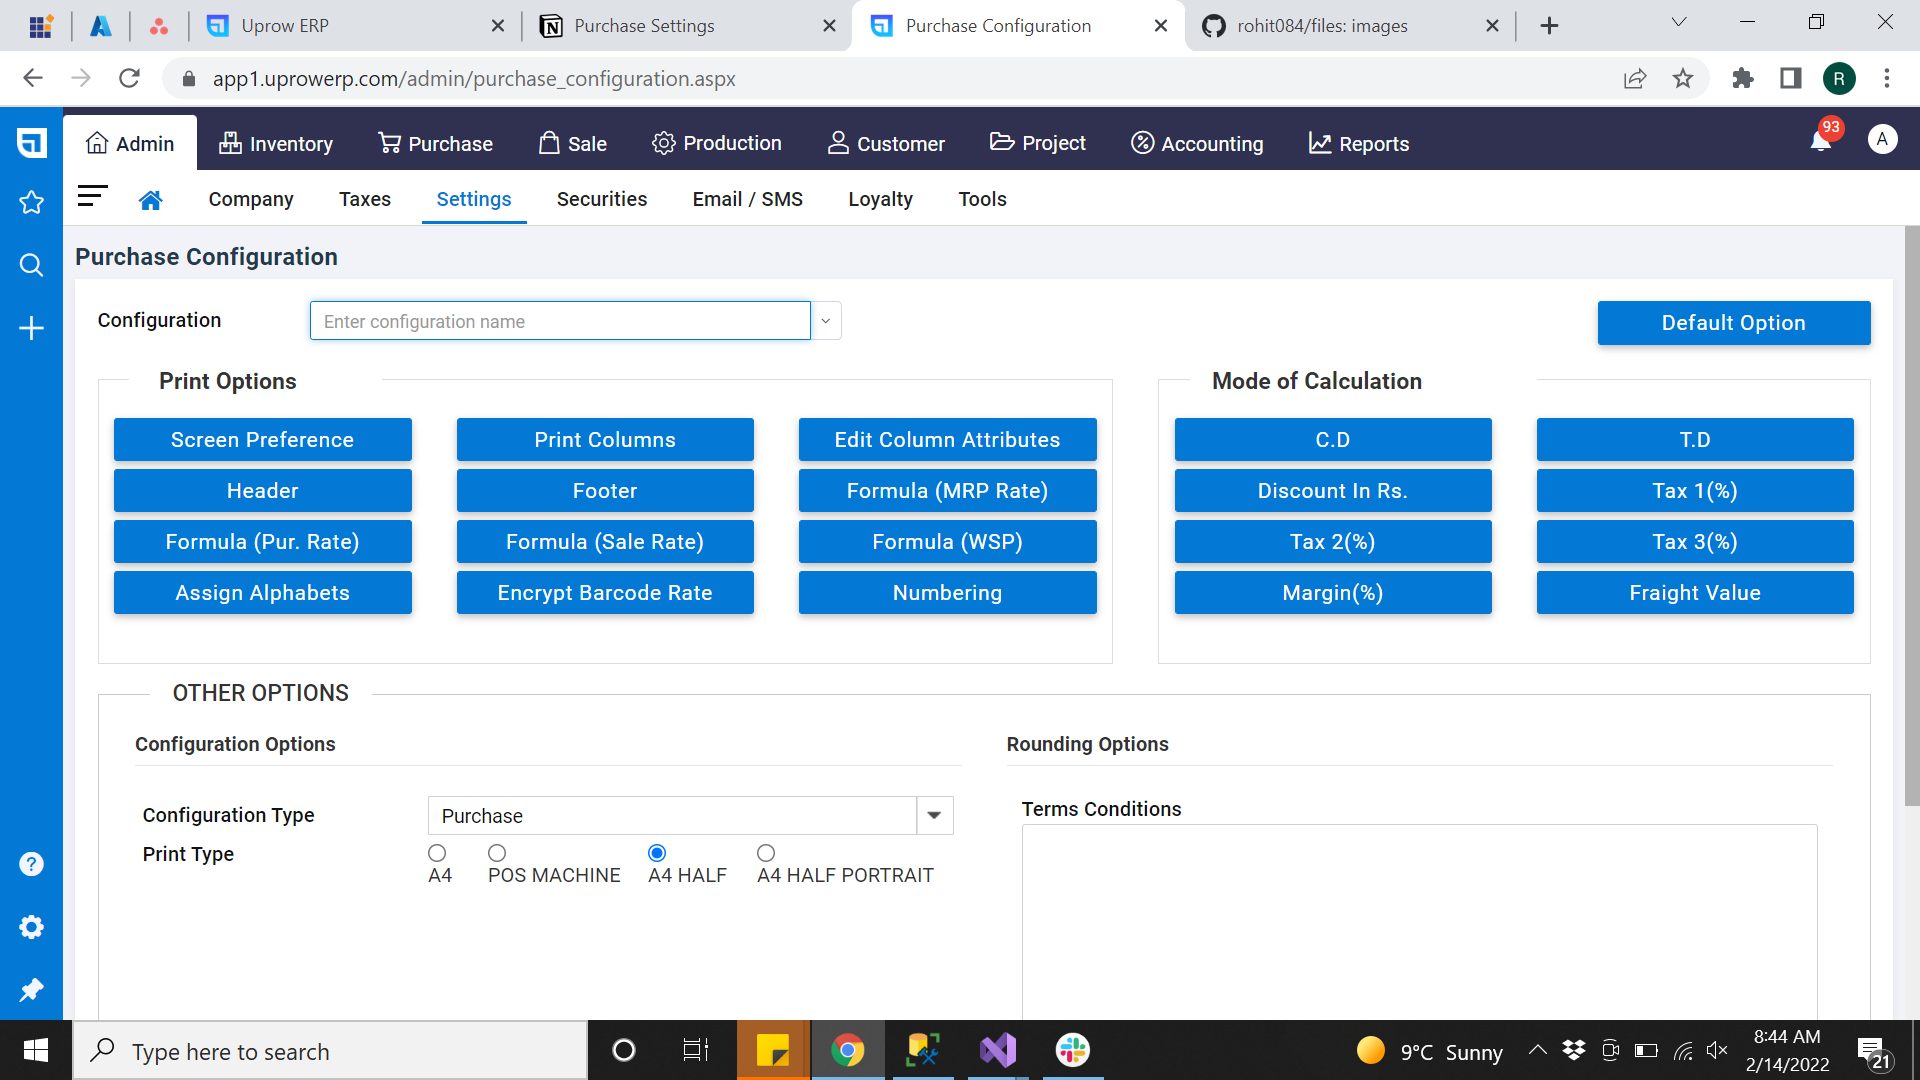 Uprow ERP
Purchase Settings
Purchase Configuration
rohit084/files: images
app1.uprowerp.com/admin/purchase_configuration.aspx
R
Admin
Inventory
Purchase
Sale
Production
Customer
Project
Accounting
Reports
93
A
Company
Taxes
Settings
Securities
Email / SMS
Loyalty
Tools
Purchase Configuration
Configuration
Enter configuration name
Default Option
Print Options
Mode of Calculation
Screen Preference
Print Columns
Edit Column Attributes
C.D
T.D
Header
Footer
Formula (MRP Rate)
Discount In Rs.
Tax 1(%)
Formula (Pur. Rate)
Formula (Sale Rate)
Formula (WSP)
Tax 2(%)
Tax 3(%)
Assign Alphabets
Encrypt Barcode Rate
Numbering
Margin(%)
Fraight Value
OTHER OPTIONS
Configuration Options
Rounding Options
Configuration Type
Purchase
Terms Conditions
Print Type
A4
POS MACHINE
A4 HALF
A4 HALF PORTRAIT
Type here to search
9°C Sunny
8:44 AM
2/14/2022
21